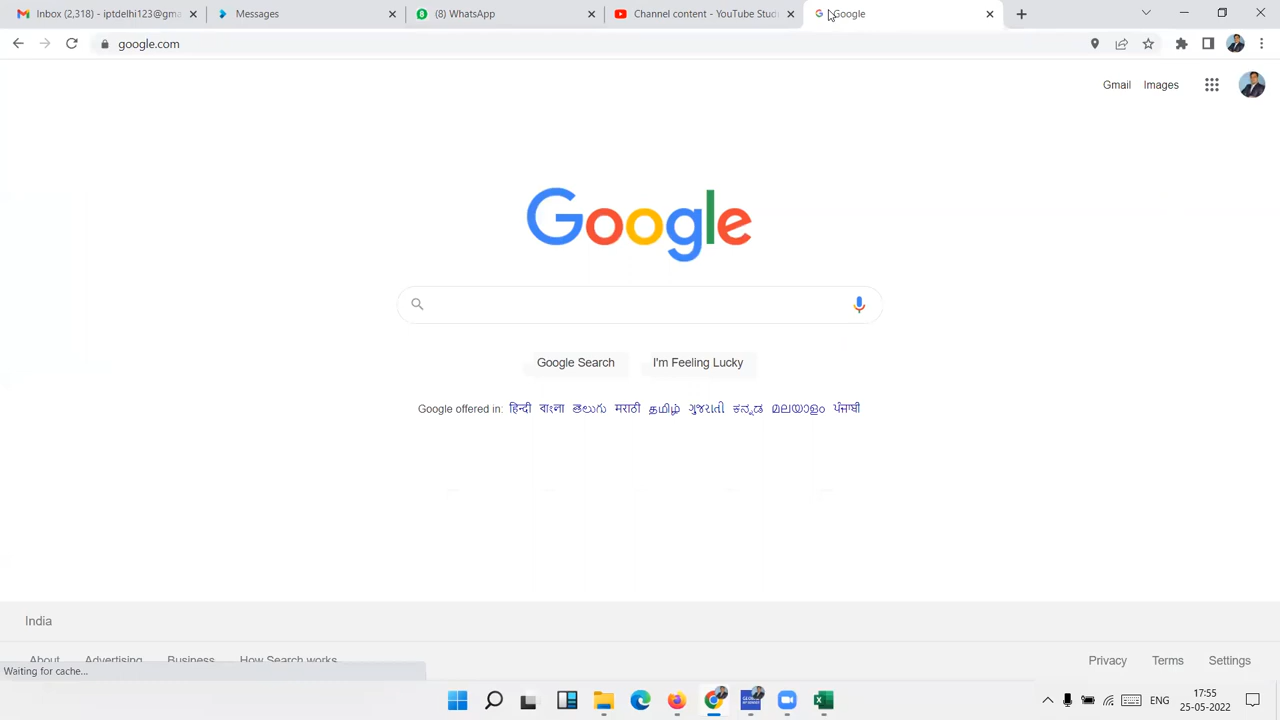 Inbox (2,318) - iptdelhi123@gma
Messages
(8) WhatsApp
Channel content - YouTube Stud
Google
google.com
Gmail
Images
Google
Google Search
I'm Feeling Lucky
Google offered in: हिन्दी বাংলা తెలుగు मराठी தமிழ் ગુજરાતી ಕನ್ನಡ മലയാളം ਪੰਜਾਬੀ
India
About
Advertising
Business
How Search works
Privacy
Terms
Settings
Waiting for cache...
ENG
17:55
25-05-2022